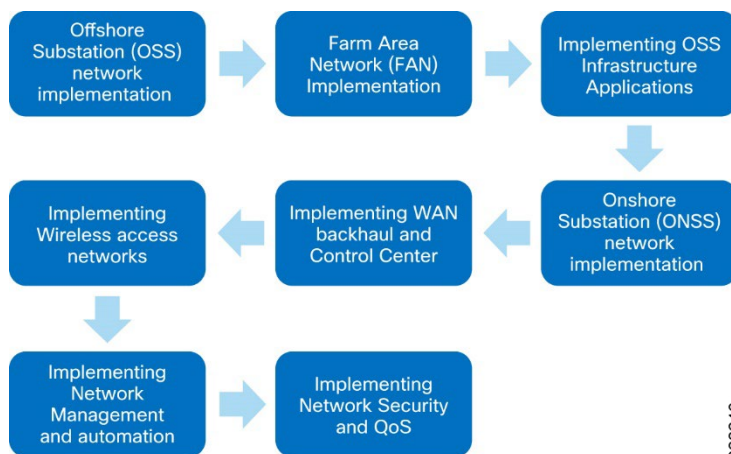 Offshore
Substation (OSS)
network
implementation
Farm Area
Network (FAN)
Implementation
Implementing OSS
Infrastructure
Applications
Onshore
Substation (ONSS)
network
implementation
Implementing WAN
backhaul and
Control Center
Implementing
Wireless access
networks
Implementing
Network
Management
and automation
Implementing
Network Security
and QoS